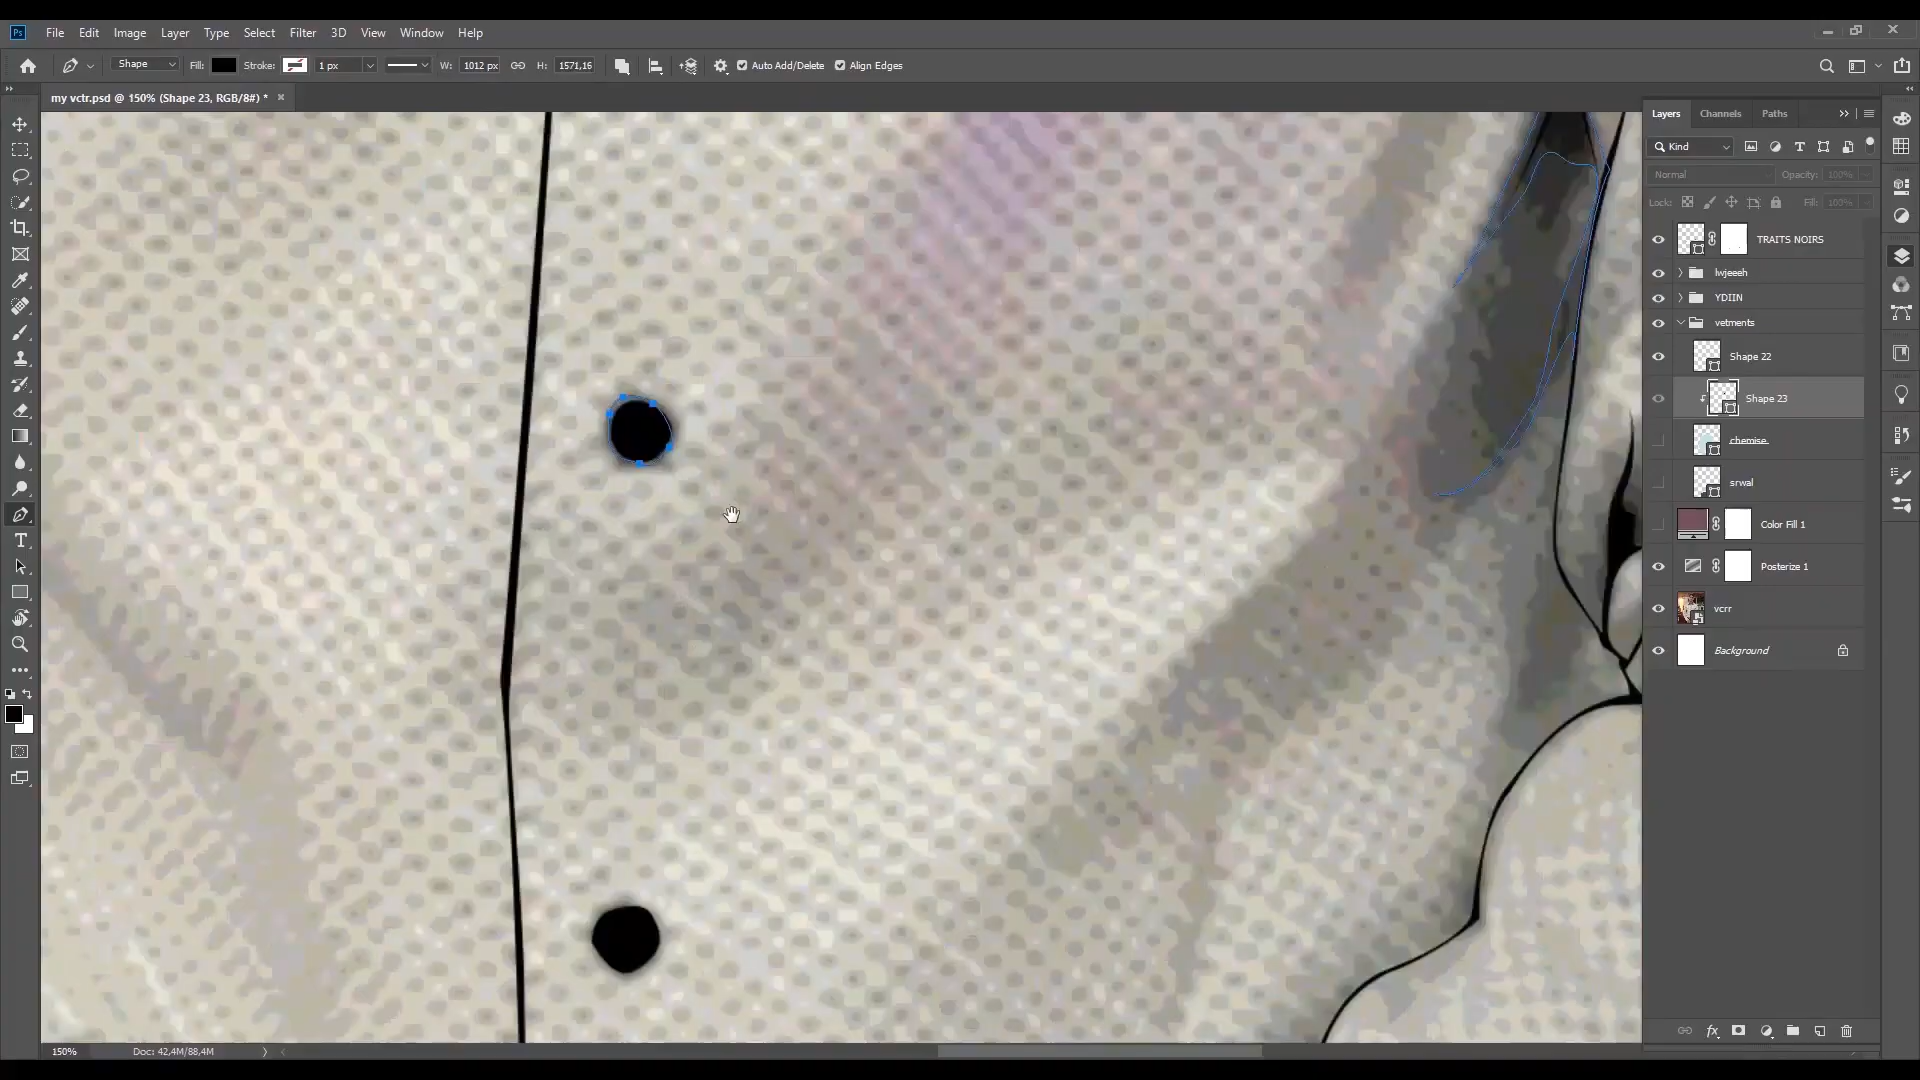 Ps File Edit Image Layer Type Select Filter 3D View Window Help
Shape Fill: Stroke: 1 px W: 1012 px H: 1571,16 Auto Add/Delete Align Edges
my vctr.psd @ 150% (Shape 23, RGB/8#) * ×
Layers Channels Paths
Kind
Normal Opacity: 100%
Lock: Fill: 100%
TRAITS NOIRS
lwjeeeh
YDIIN
vetments
Shape 22
Shape 23
chemise
srwal
Color Fill 1
Posterize 1
vcrr
Background
150% Doc: 42,4M/88,4M